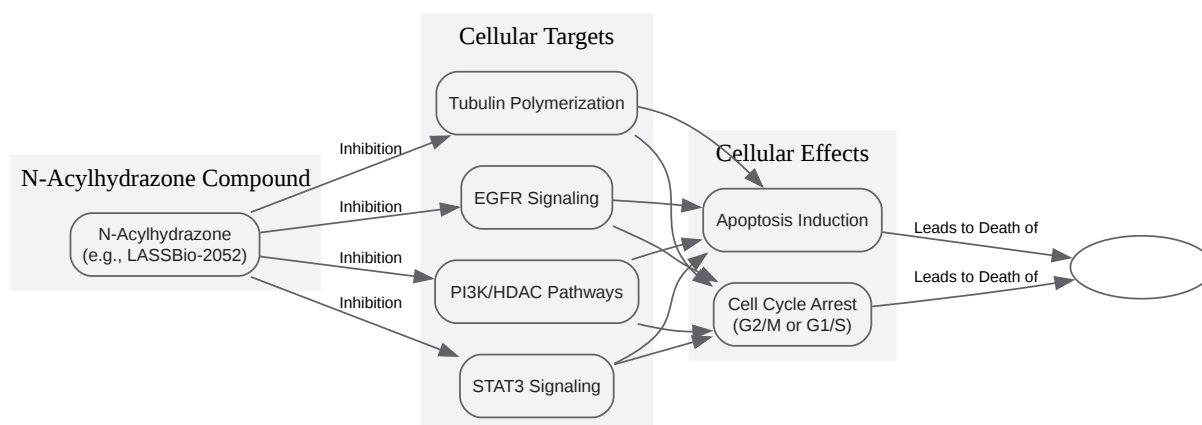 Cellular Targets
Tubulin Polymerization
Inhibition
Cellular Effects
N-Acylhydrazone Compound
EGFR Signaling
Inhibition
Apoptosis Induction
N-Acylhydrazone
(e.g., LASSBio-2052)
Leads to Death of
Inhibition
PI3K/HDAC Pathways
Leads to Death of
Cell Cycle Arrest
(G2/M or G1/S)
Inhibition
STAT3 Signaling